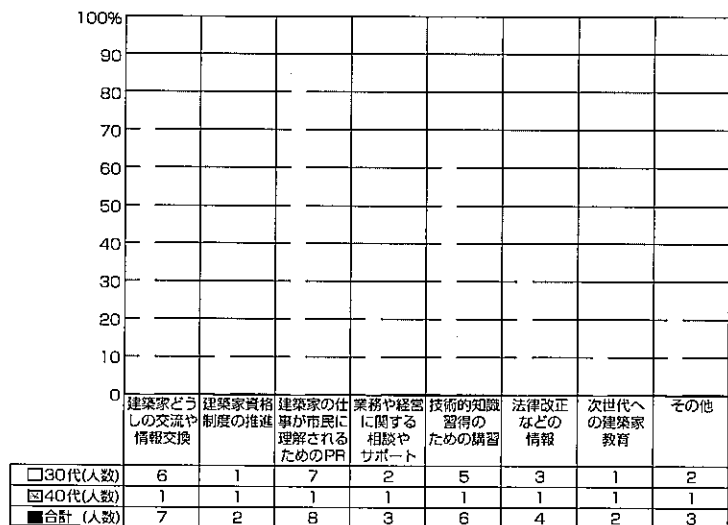 100%
90
80
70
60
50
40
30
20
10
0
建築家どうしの交流や情報交換
建築家資格制度の推進
建築家の仕事が市民に理解されるためのPR
業務や経営に関する相談やサポート
技術的知識習得のための講習
法律改正などの情報
次世代への建築家教育
その他
□30代(人数) 6 1 7 2 5 3 1 2
☒40代(人数) 1 1 1 1 1 1 1 1
■合計 (人数) 7 2 8 3 6 4 2 3